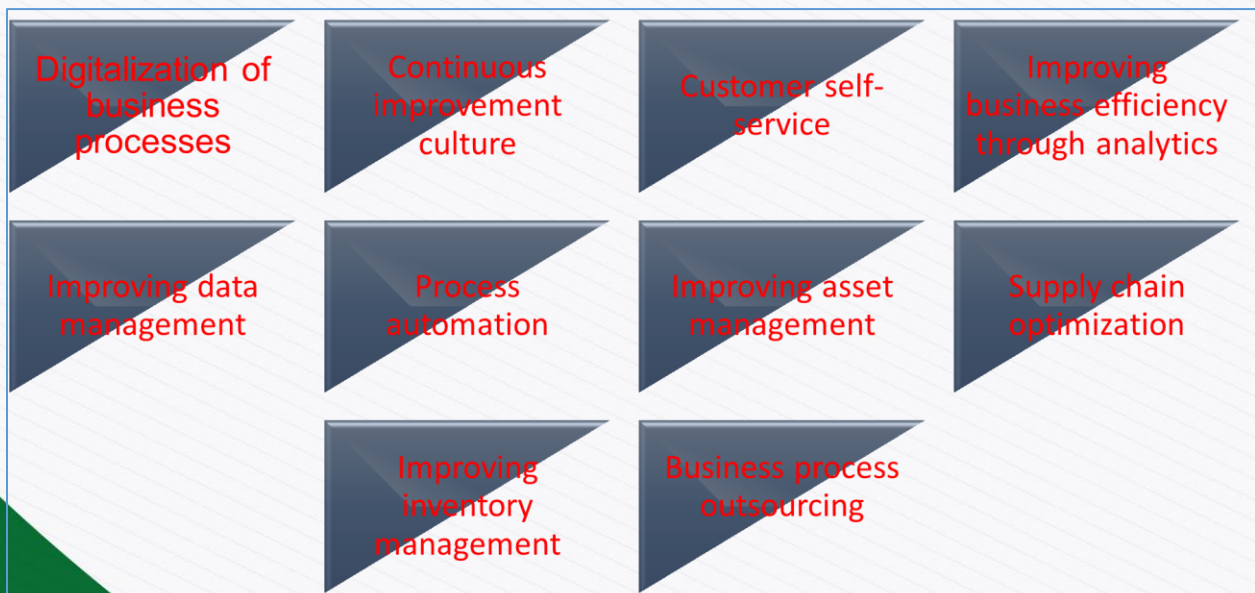 Digitalization of
business
processes
Continuous
improvement
culture
Customer self-
service
Improving
business efficiency
through analytics
Improving data
management
Process
automation
Improving asset
management
Supply chain
optimization
Improving
inventory
management
Business process
outsourcing